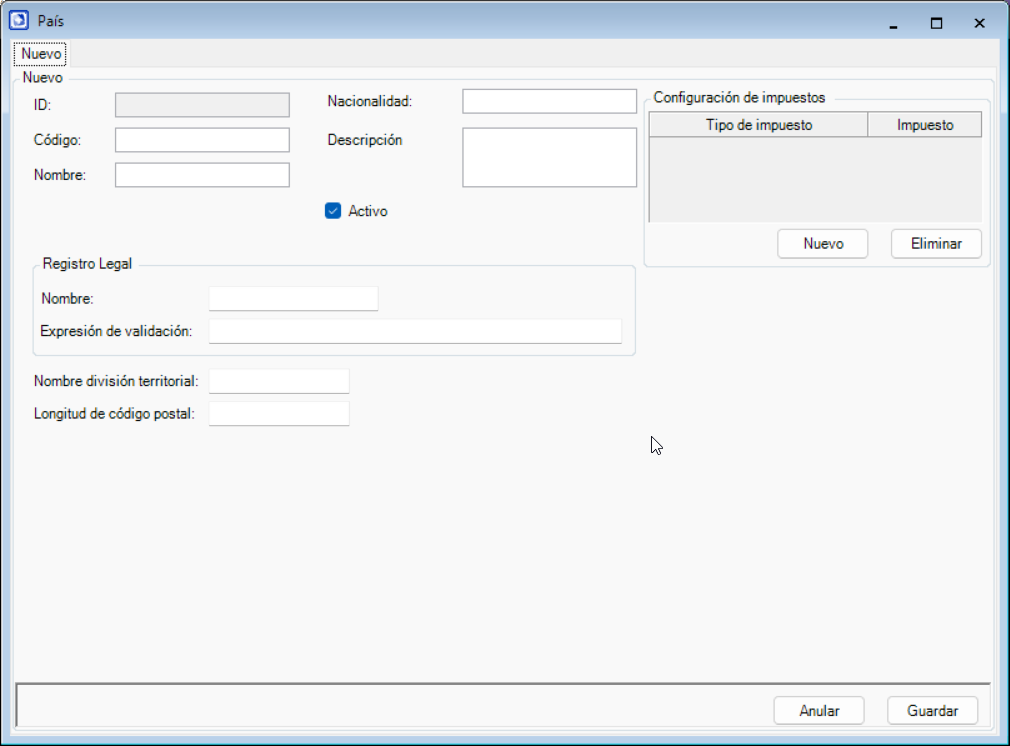 País
Nuevo
Nuevo
ID:
Código:
Nombre:
Nacionalidad:
Descripción
Activo
Configuración de impuestos
Tipo de impuesto
Impuesto
Nuevo
Eliminar
Registro Legal
Nombre:
Expresión de validación:
Nombre división territorial:
Longitud de código postal:
Anular
Guardar